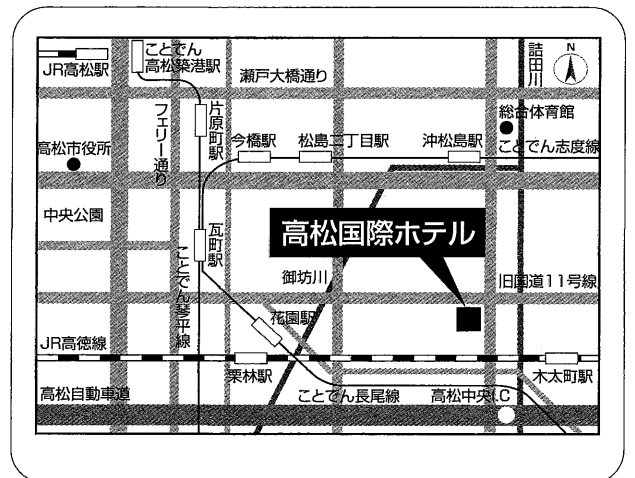 JR高松駅
ことでん
高松築港駅
瀬戸大橋通り
詰田川
N
フェリー通り
片原町駅
総合体育館
高松市役所
今橋駅
松島二丁目駅
沖松島駅
ことでん志度線
中央公園
瓦町駅
高松国際ホテル
ことでん琴平線
御坊川
旧国道11号線
花園駅
JR高徳線
栗林駅
木太町駅
高松自動車道
ことでん長尾線
高松中央I.C